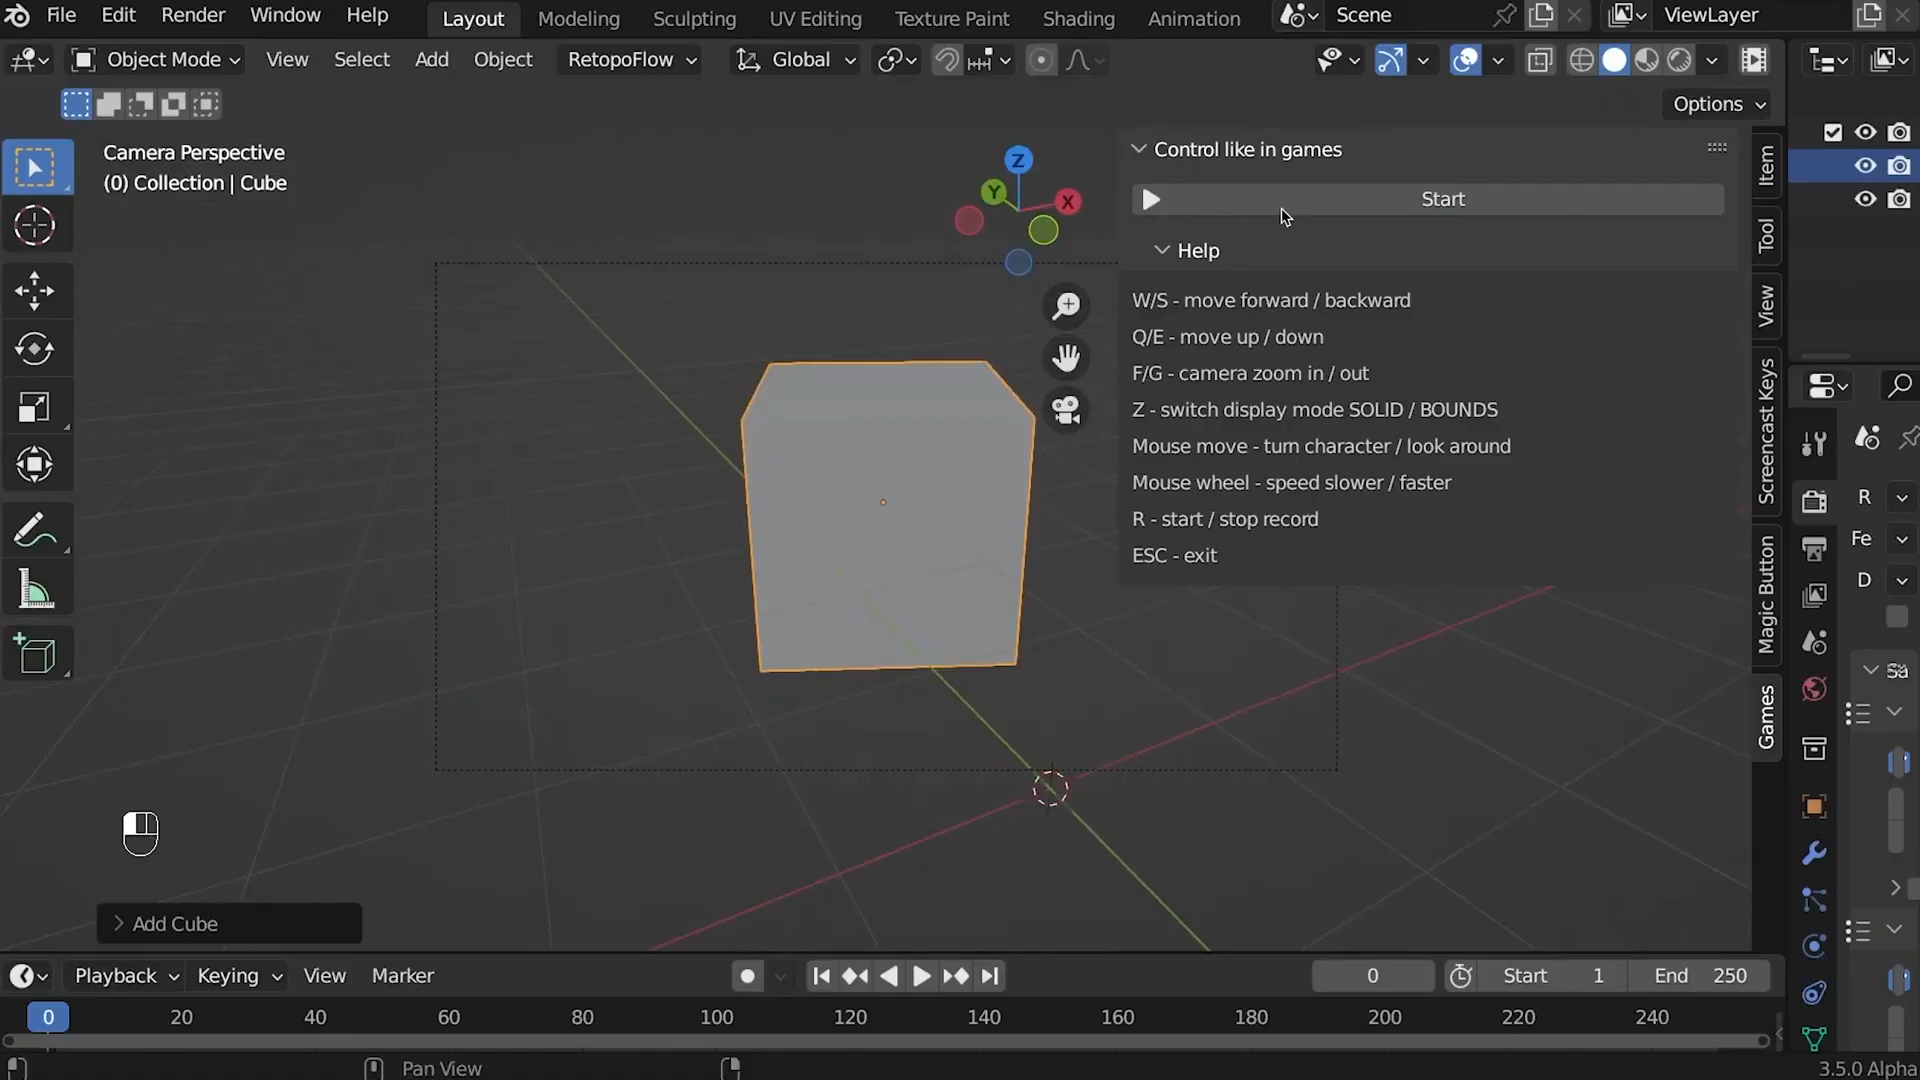 File Edit Render Window Help Layout Modeling Sculpting UV Editing Texture Paint Shading Animation Scene ViewLayer
Object Mode View Select Add Object RetopoFlow Global
Options
Camera Perspective
(0) Collection | Cube
Z
Y
X
Control like in games
Start
Help
W/S - move forward / backward
Q/E - move up / down
F/G - camera zoom in / out
Z - switch display mode SOLID / BOUNDS
Mouse move - turn character / look around
Mouse wheel - speed slower / faster
R - start / stop record
ESC - exit
Item
Tool
View
Screencast Keys
Magic Button
Games
R
Fe
D
Sa
Add Cube
Playback Keying View Marker 0 Start 1 End 250
0 20 40 60 80 100 120 140 160 180 200 220 240
Pan View 3.5.0 Alpha